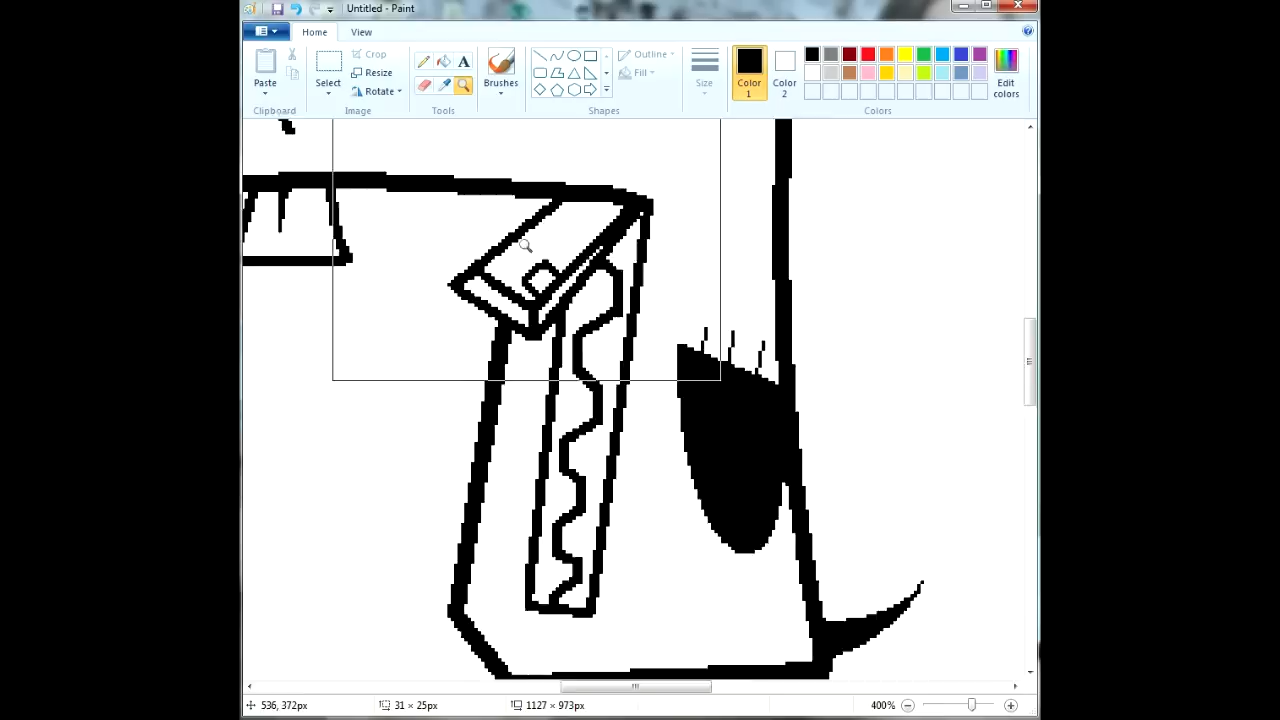 Untitled - Paint
Home
View
Paste
Clipboard
Select
Crop
Resize
Rotate
Image
Tools
Brushes
Outline
Fill
Shapes
Size
Color
1
Color
2
Edit
colors
Colors
536, 372px
31 × 25px
1127 × 973px
400%